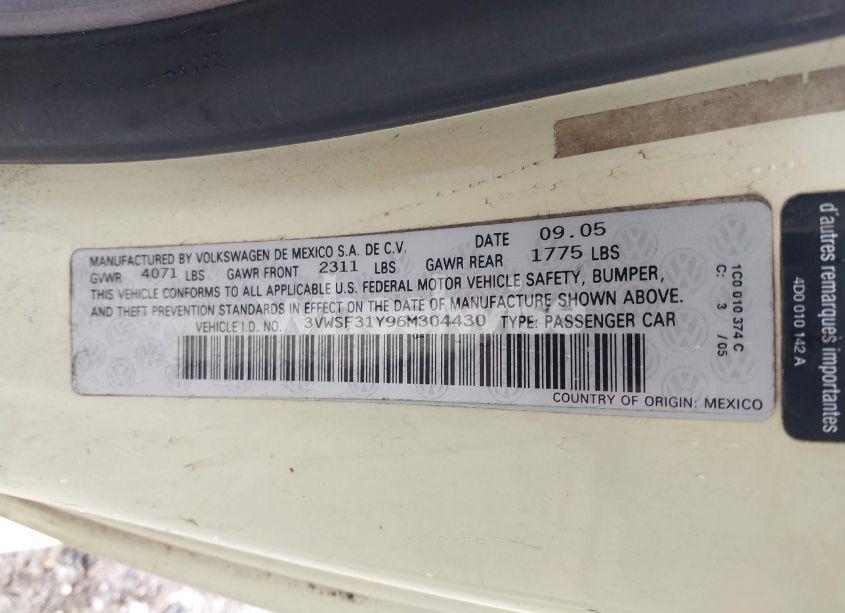 MANUFACTURED BY VOLKSWAGEN DE MEXICO S.A. DE C.V. DATE 09.05
GVWR 4071 LBS GAWR FRONT 2311 LBS GAWR REAR 1775 LBS
THIS VEHICLE CONFORMS TO ALL APPLICABLE U.S. FEDERAL MOTOR VEHICLE SAFETY, BUMPER,
AND THEFT PREVENTION STANDARDS IN EFFECT ON THE DATE OF MANUFACTURE SHOWN ABOVE.
VEHICLE I.D. NO. 3VWSF31Y96M304430 TYPE: PASSENGER CAR
COUNTRY OF ORIGIN: MEXICO
1C0 010 374 C
C: 3 /05
d'autres remarques importantes
4D0 010 142 A